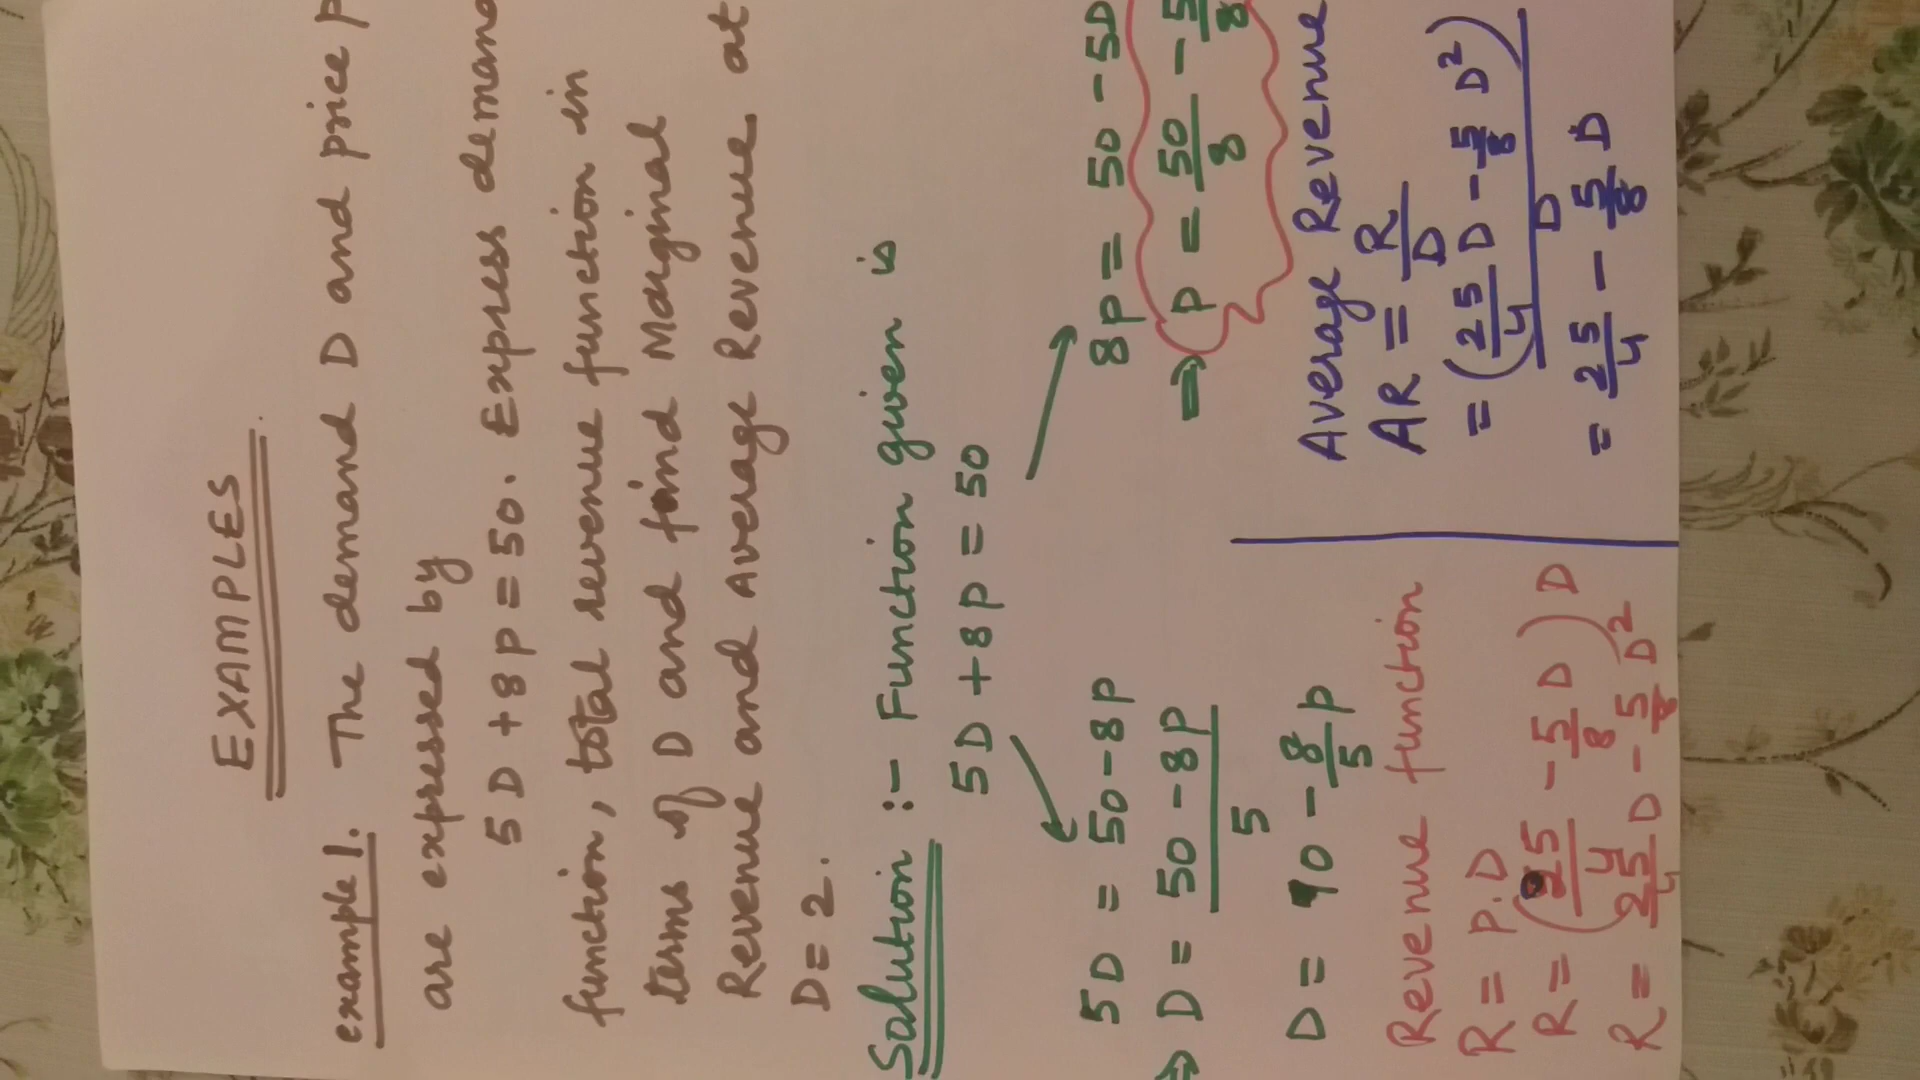 EXAMPLES
example 1. The demand D and price p
are expressed by
5D + 8p = 50. Express demand
function, total revenue function in
terms of D and find Marginal
Revenue and Average Revenue at
D = 2.
Solution :- Function given is
5D + 8p = 50
5D = 50 - 8p
⇒ D = 50 - 8p / 5
D = 10 - 8/5 p
Revenue function
R = p.D
R = (25/4 - 5/8 D) D
R = 25/4 D - 5/8 D²
8p = 50 - 5D
⇒ p = 50/8 - 5/8
Average Revenue
AR = R/D
= (25/4 D - 5/8 D²) / D
= 25/4 - 5/8 D